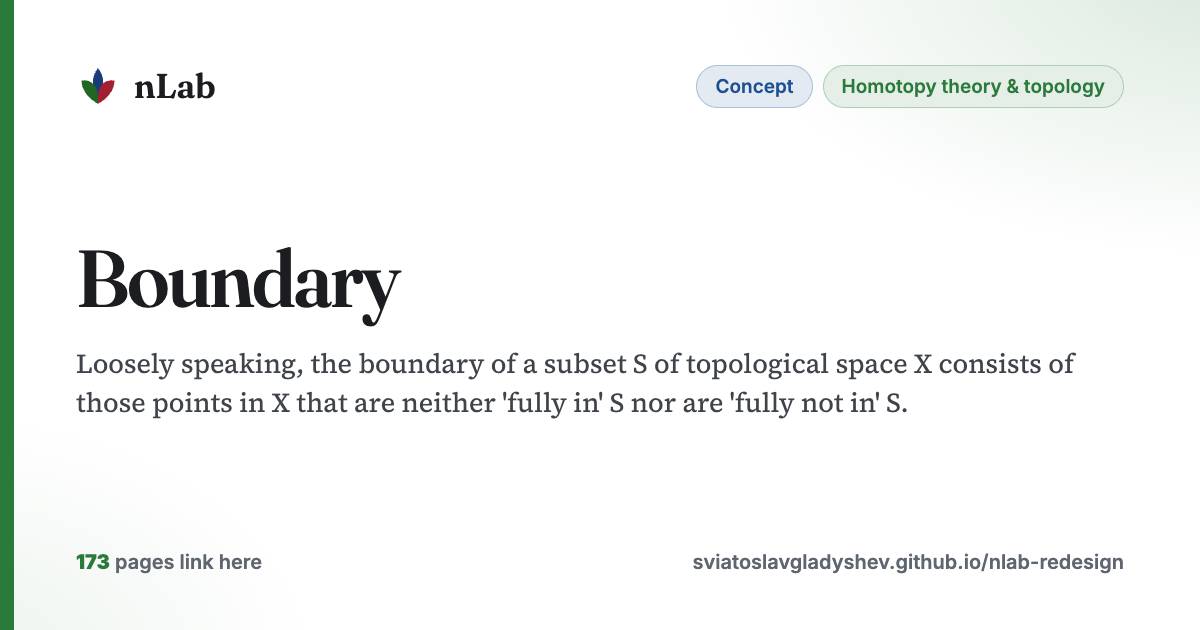 nLab
Concept
Homotopy theory & topology
Boundary
Loosely speaking, the boundary of a subset S of topological space X consists of
those points in X that are neither 'fully in' S nor are 'fully not in' S.
173 pages link here
sviatoslavgladyshev.github.io/nlab-redesign